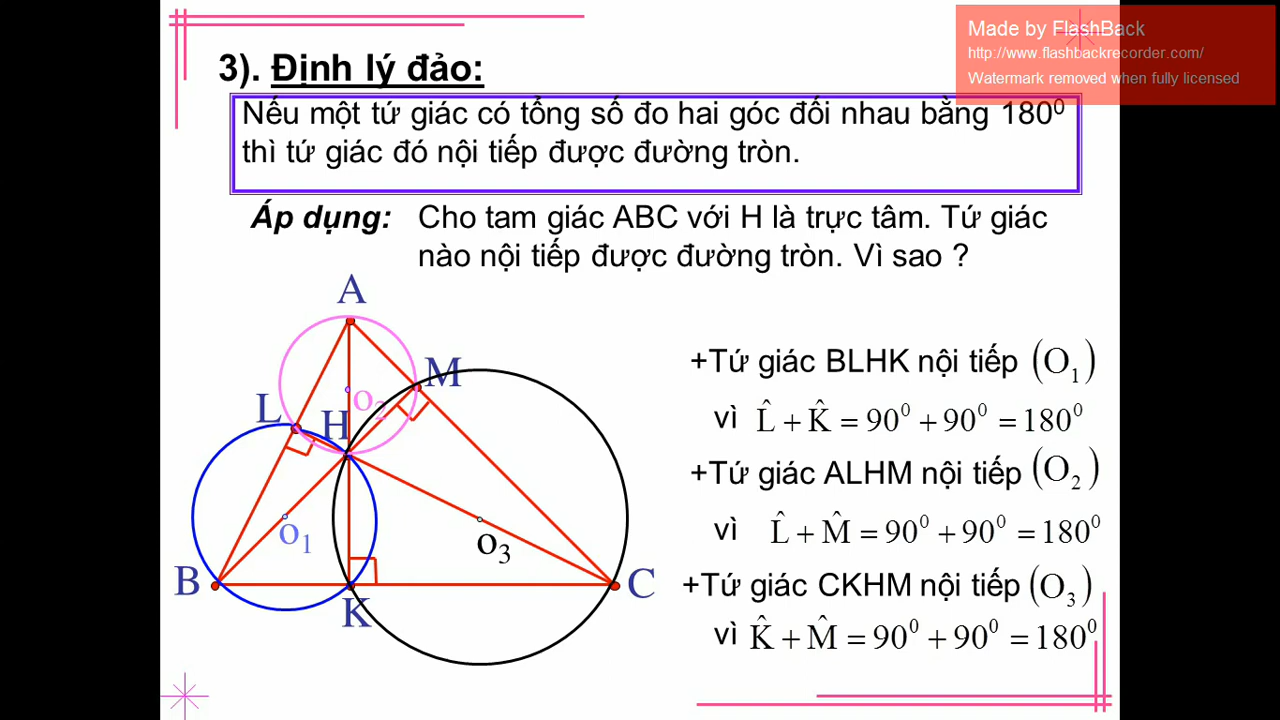 Made by FlashBack
http://www.flashbackrecorder.com/
Watermark removed when fully licensed
3). Định lý đảo:
Nếu một tứ giác có tổng số đo hai góc đối nhau bằng 180⁰
thì tứ giác đó nội tiếp được đường tròn.
Áp dụng: Cho tam giác ABC với H là trực tâm. Tứ giác
nào nội tiếp được đường tròn. Vì sao ?
A
M
O₂
L
H
O₁
O₃
B
C
K
+Tứ giác BLHK nội tiếp (O₁)
vì L̂ + K̂ = 90⁰ + 90⁰ = 180⁰
+Tứ giác ALHM nội tiếp (O₂)
vì L̂ + M̂ = 90⁰ + 90⁰ = 180⁰
+Tứ giác CKHM nội tiếp (O₃)
vì K̂ + M̂ = 90⁰ + 90⁰ = 180⁰